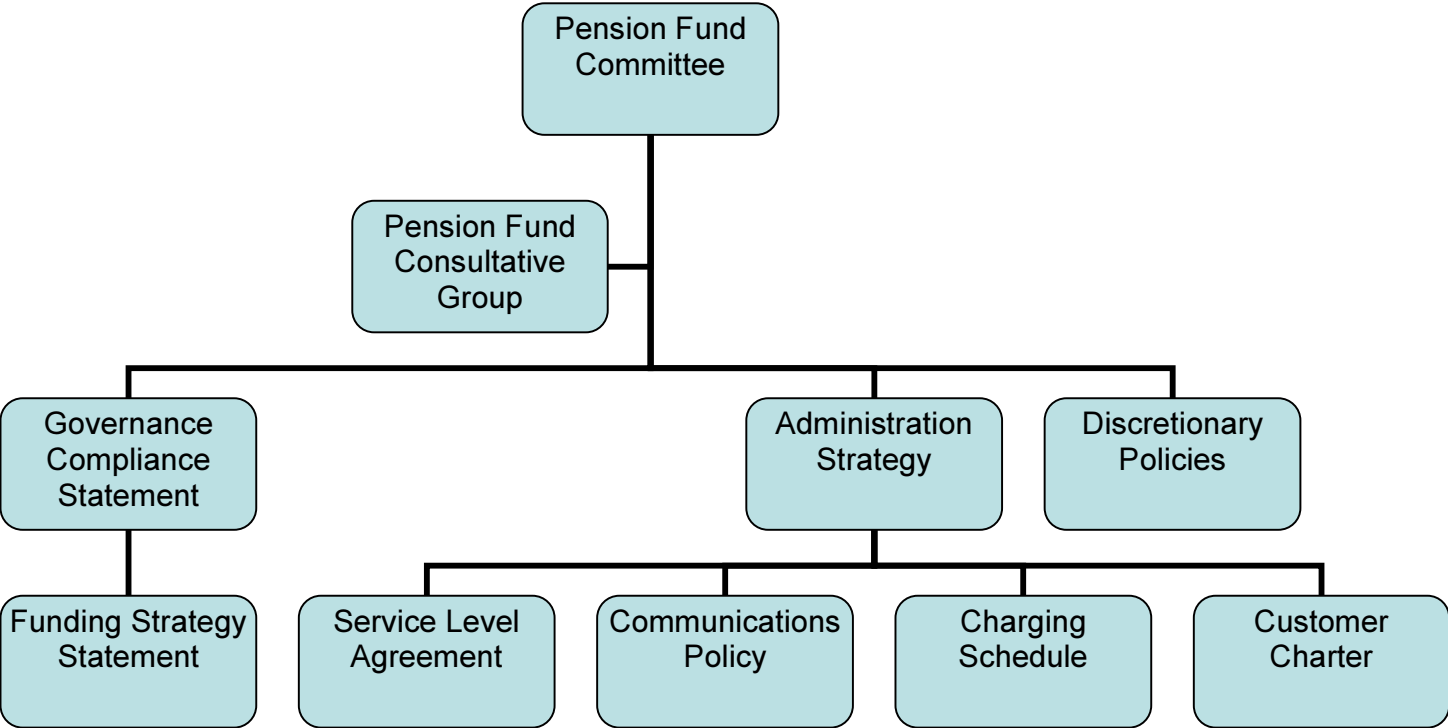 Pension Fund
Committee
Pension Fund
Consultative
Group
Governance
Compliance
Statement
Administration
Strategy
Discretionary
Policies
Funding Strategy
Statement
Service Level
Agreement
Communications
Policy
Charging
Schedule
Customer
Charter